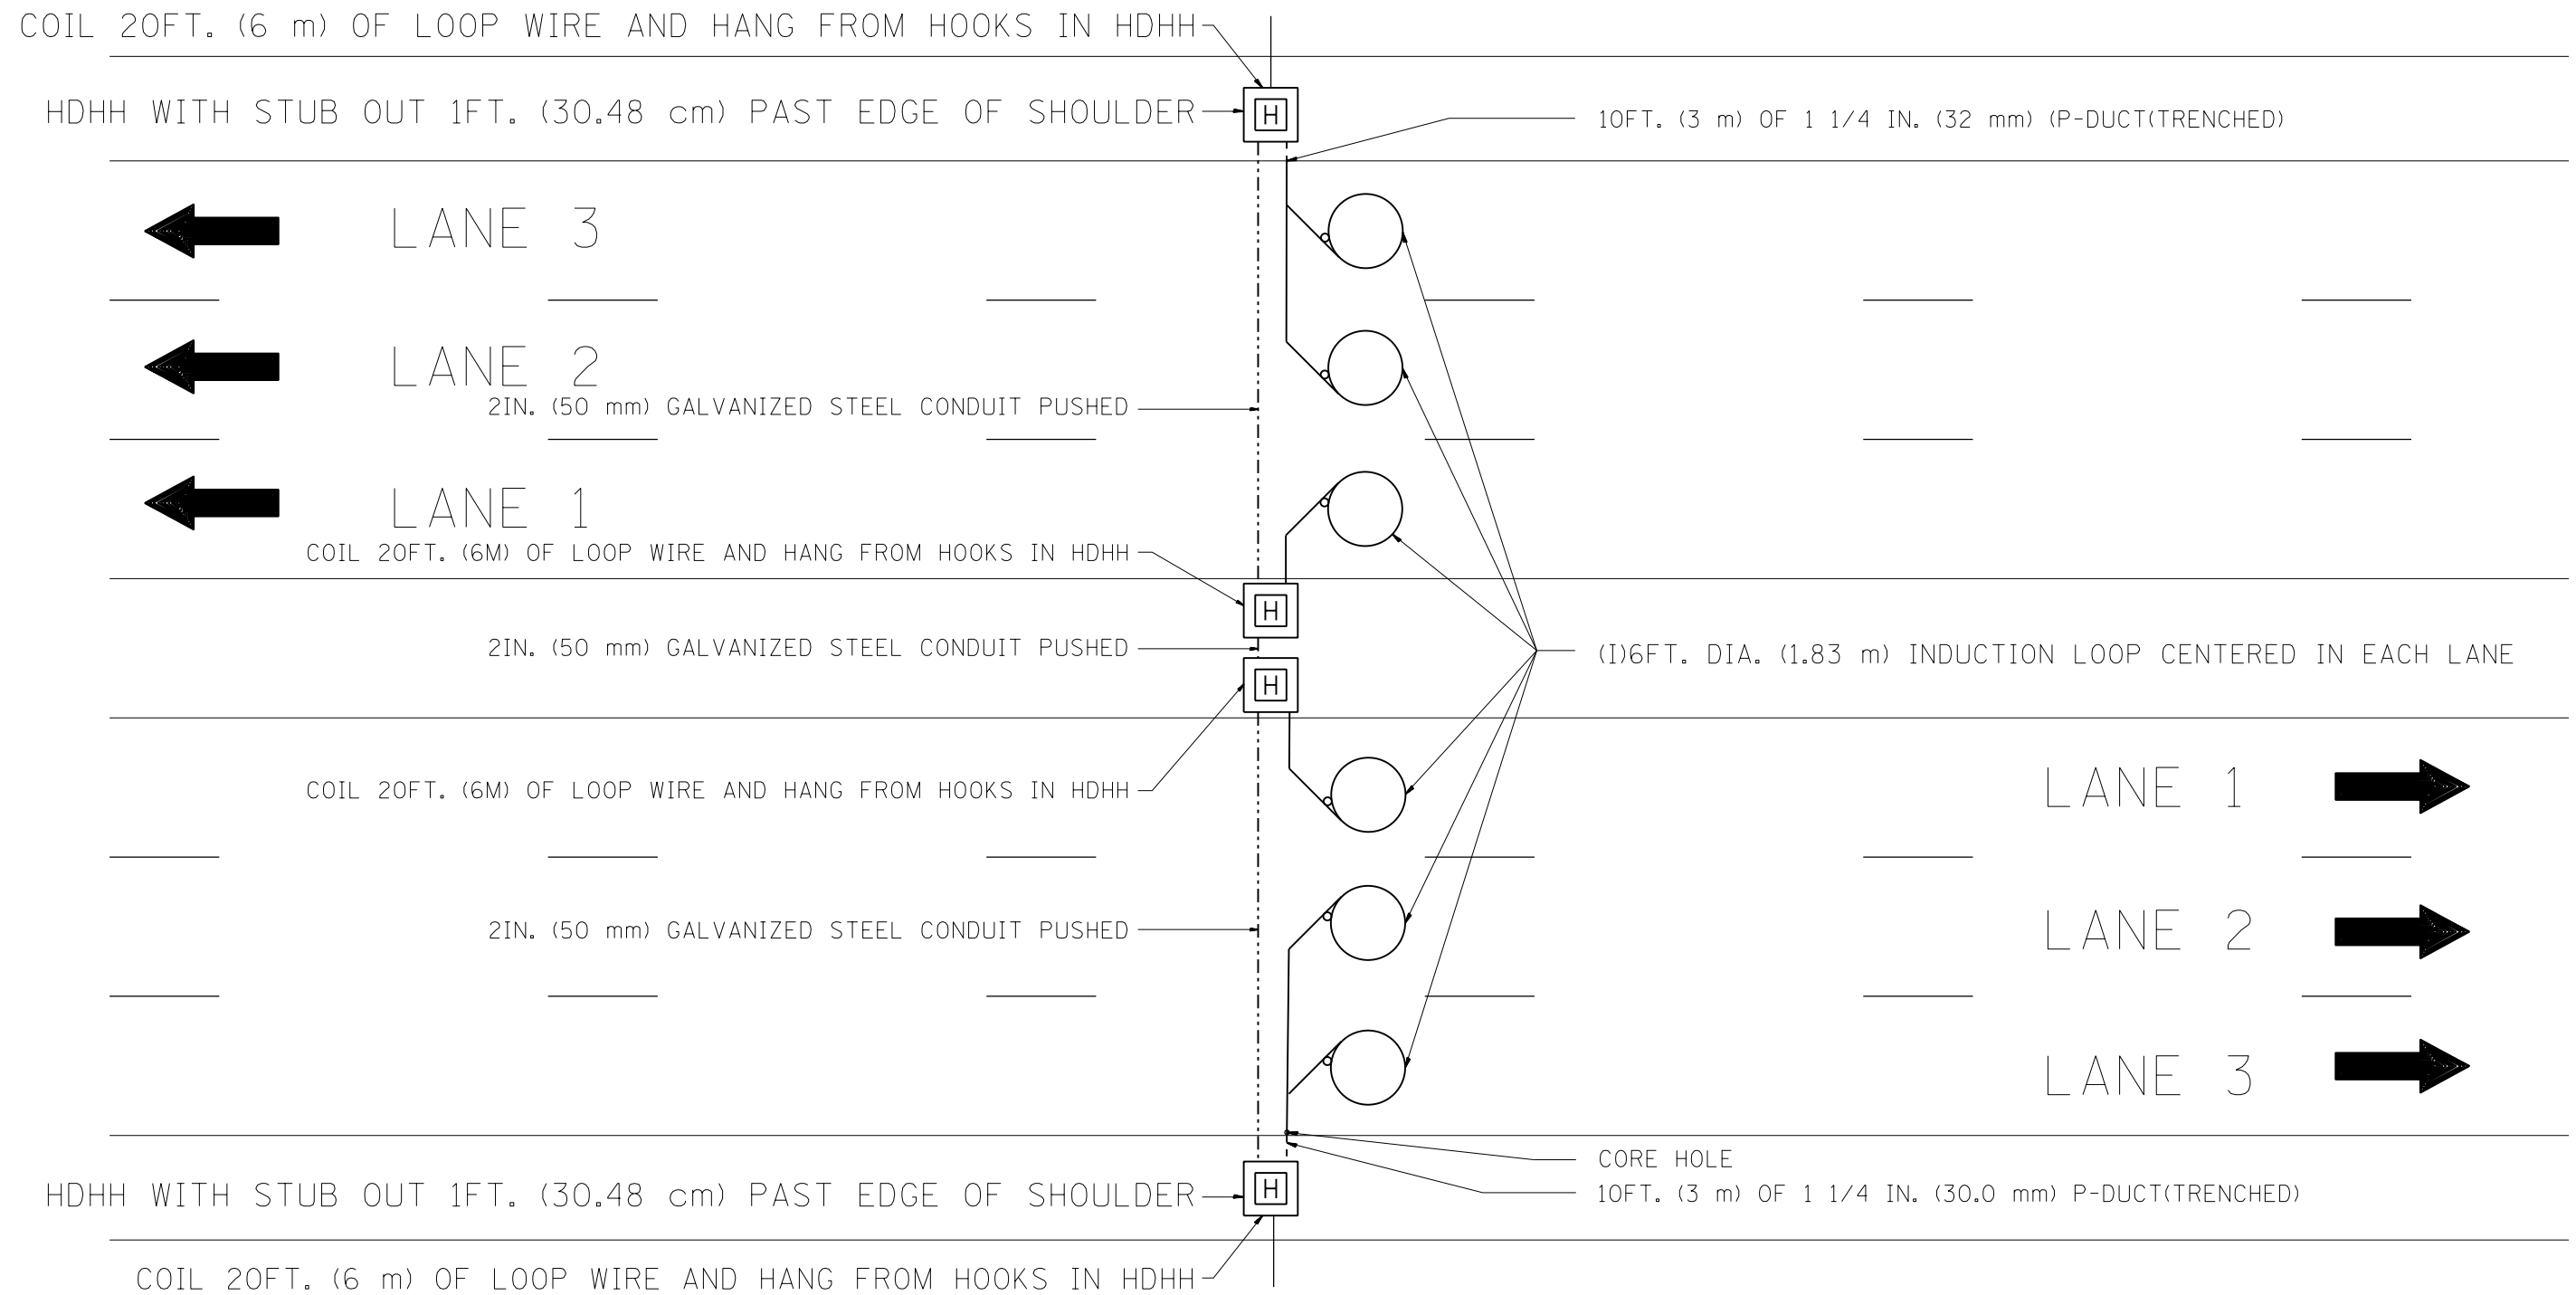 COIL 20FT. (6 m) OF LOOP WIRE AND HANG FROM HOOKS IN HDHH
HDHH WITH STUB OUT 1FT. (30.48 cm) PAST EDGE OF SHOULDER
H
10FT. (3 m) OF 1 1/4 IN. (32 mm) (P-DUCT(TRENCHED)
LANE 3
LANE 2
2IN. (50 mm) GALVANIZED STEEL CONDUIT PUSHED
LANE 1
COIL 20FT. (6M) OF LOOP WIRE AND HANG FROM HOOKS IN HDHH
H
2IN. (50 mm) GALVANIZED STEEL CONDUIT PUSHED
(I)6FT. DIA. (1.83 m) INDUCTION LOOP CENTERED IN EACH LANE
H
COIL 20FT. (6M) OF LOOP WIRE AND HANG FROM HOOKS IN HDHH
LANE 1
2IN. (50 mm) GALVANIZED STEEL CONDUIT PUSHED
LANE 2
LANE 3
CORE HOLE
HDHH WITH STUB OUT 1FT. (30.48 cm) PAST EDGE OF SHOULDER
H
10FT. (3 m) OF 1 1/4 IN. (30.0 mm) P-DUCT(TRENCHED)
COIL 20FT. (6 m) OF LOOP WIRE AND HANG FROM HOOKS IN HDHH